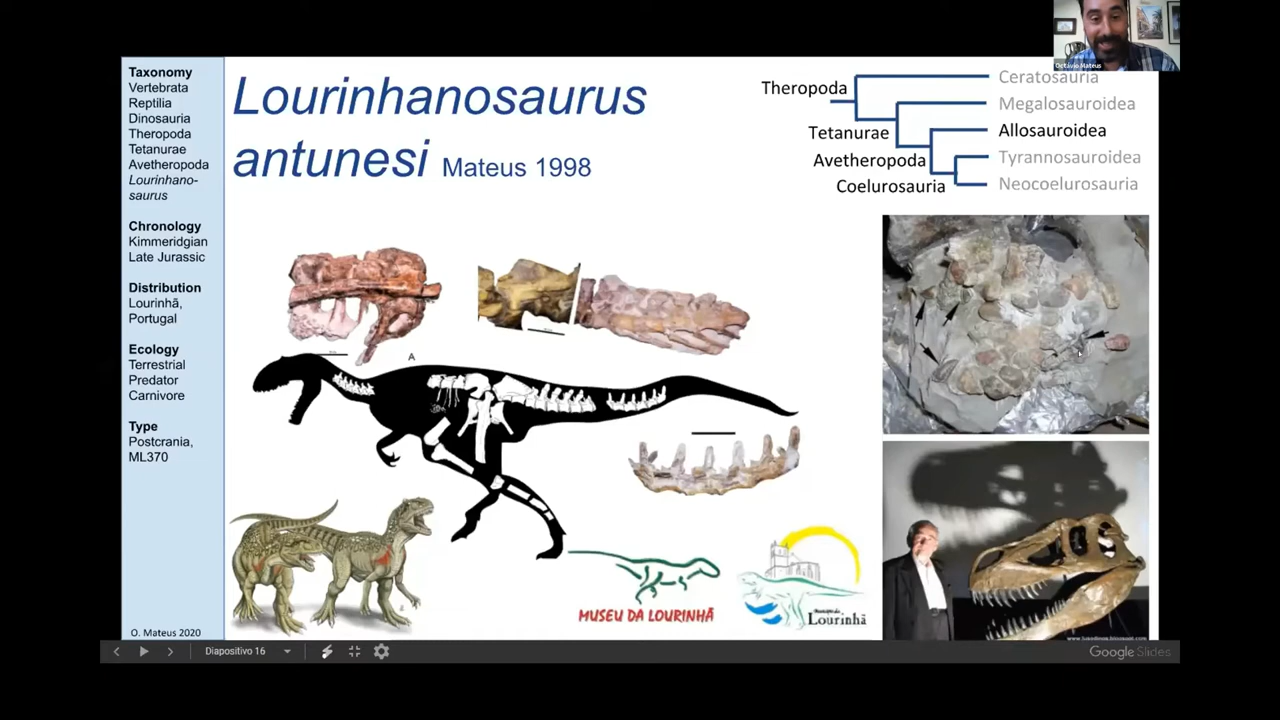 Octávio Mateus
Taxonomy
Vertebrata
Reptilia
Dinosauria
Theropoda
Tetanurae
Avetheropoda
Lourinhano-
saurus
Chronology
Kimmeridgian
Late Jurassic
Distribution
Lourinhã,
Portugal
Ecology
Terrestrial
Predator
Carnivore
Type
Postcrania,
ML370
O. Mateus 2020
Lourinhanosaurus
antunesi Mateus 1998
Theropoda
Tetanurae
Avetheropoda
Coelurosauria
Ceratosauria
Megalosauroidea
Allosauroidea
Tyrannosauroidea
Neocoelurosauria
A
MUSEU DA LOURINHÃ
Lourinhã
Diapositivo 16
Google Slides